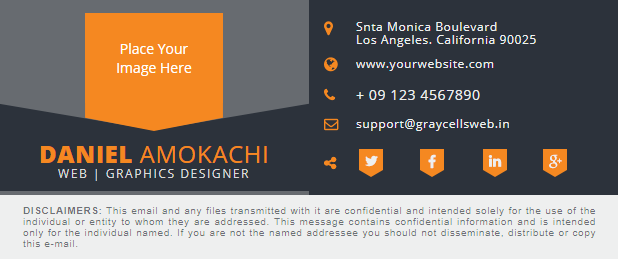 Place Your
Image Here
DANIEL AMOKACHI
WEB | GRAPHICS DESIGNER
Snta Monica Boulevard
Los Angeles. California 90025
www.yourwebsite.com
+ 09 123 4567890
support@graycellsweb.in
DISCLAIMERS: This email and any files transmitted with it are confidential and intended solely for the use of the
individual or entity to whom they are addressed. This message contains confidential information and is intended
only for the individual named. If you are not the named addressee you should not disseminate, distribute or copy
this e-mail.